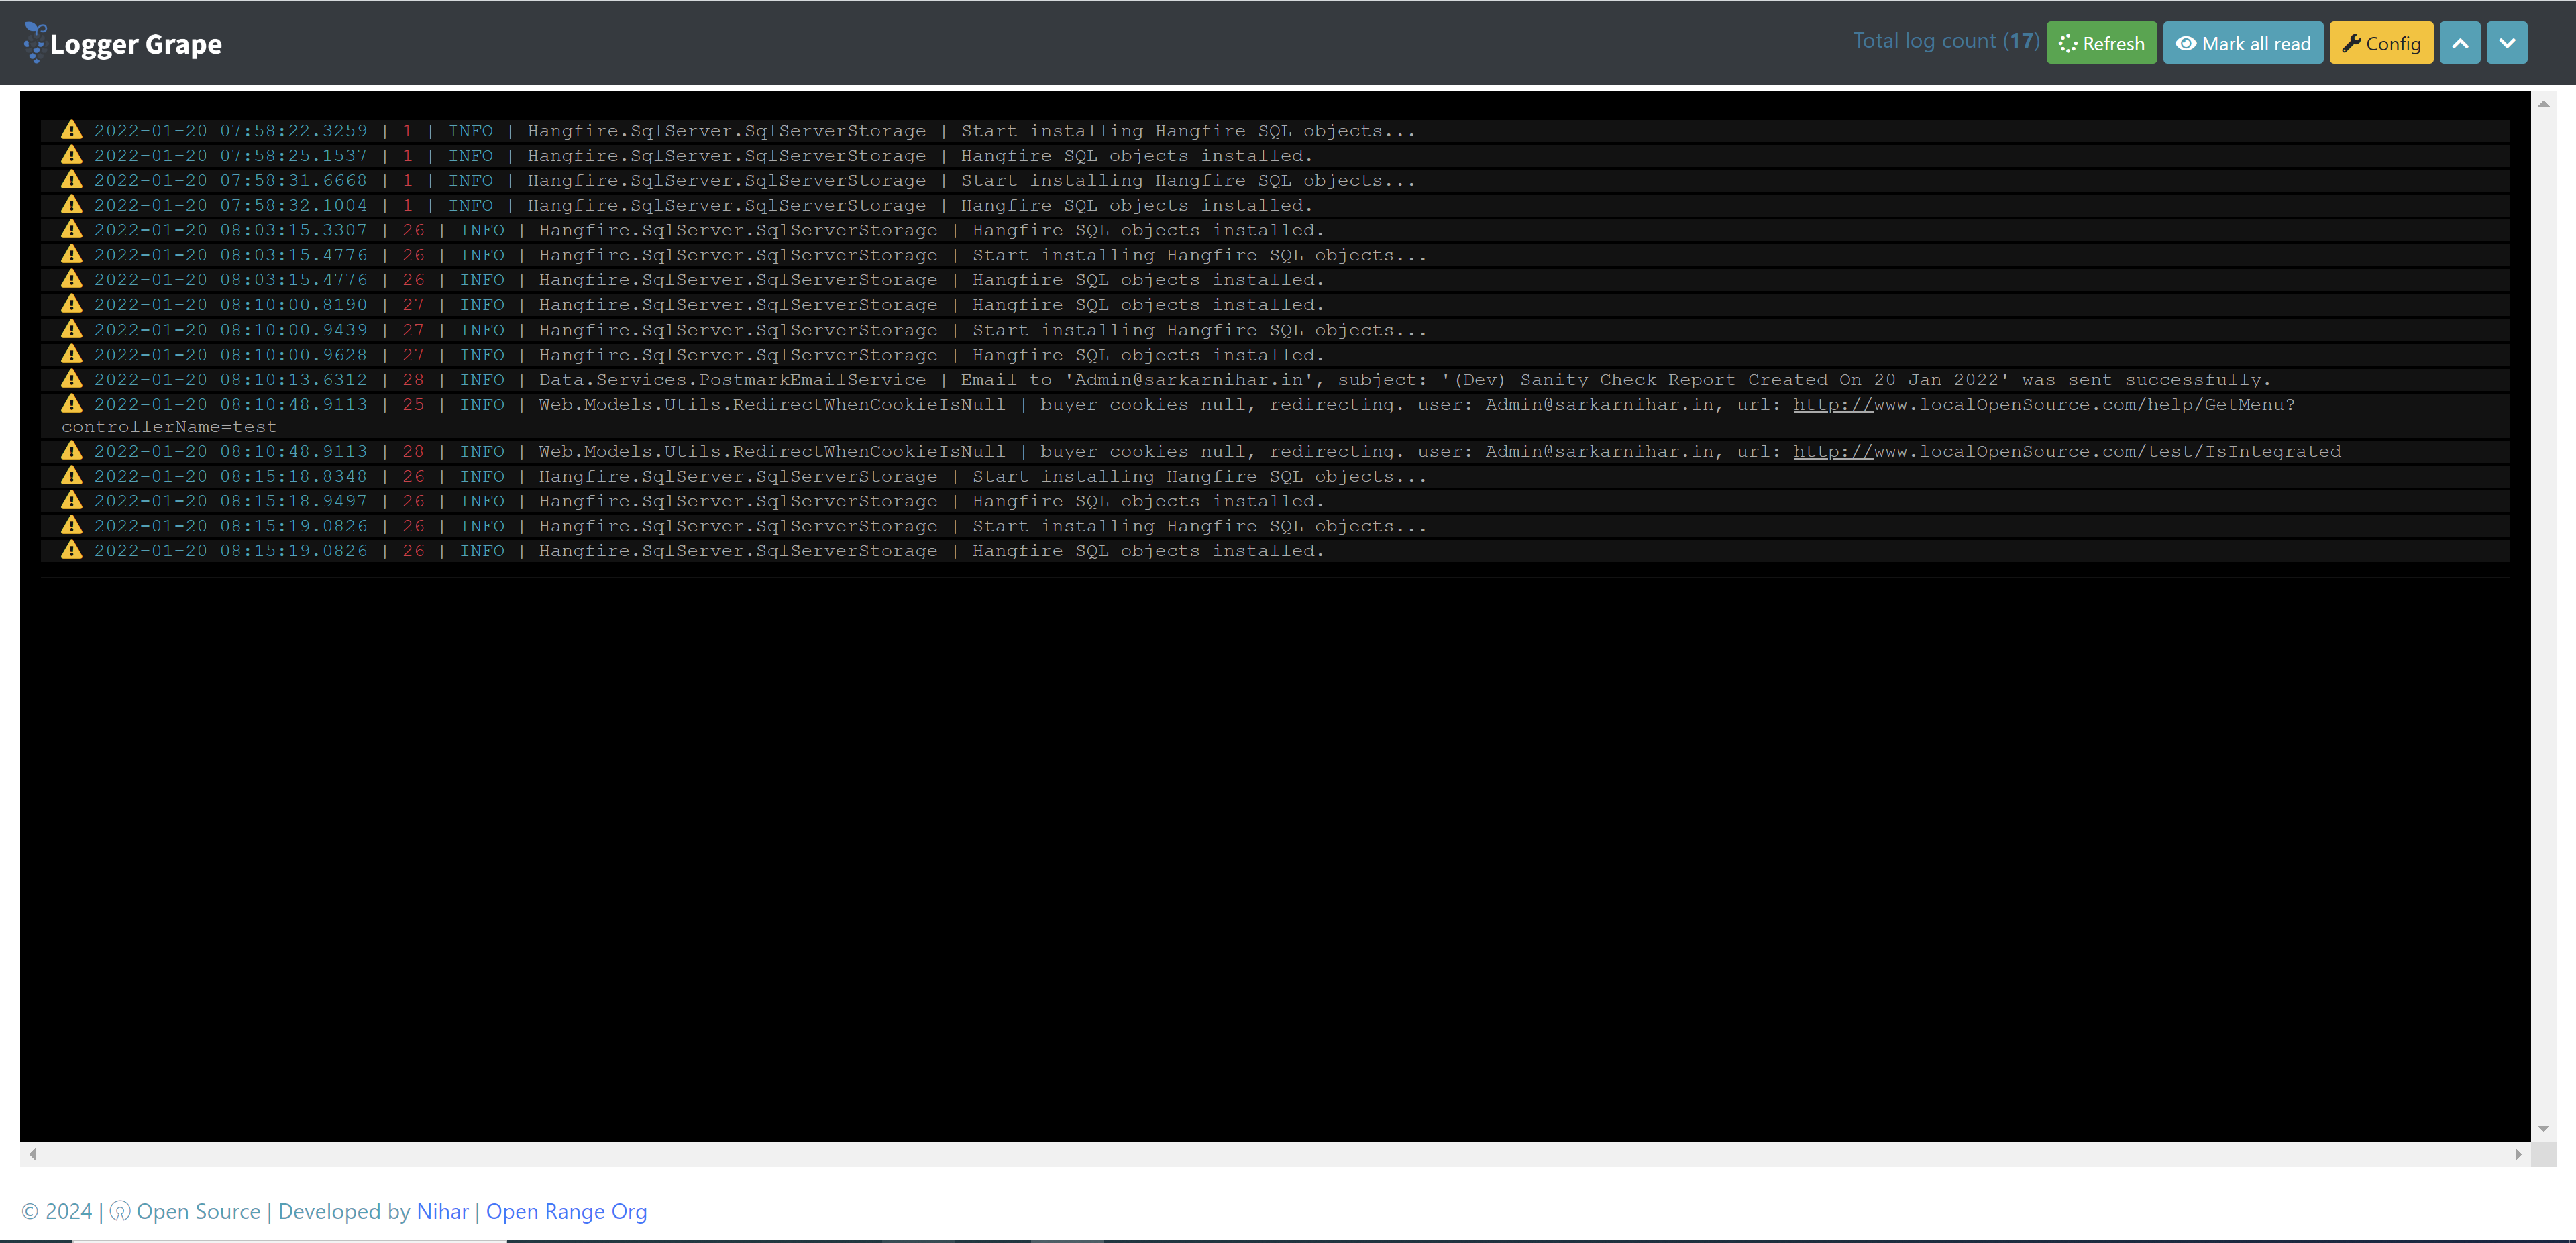 Logger Grape
Total log count (17) Refresh Mark all read Config
2022-01-20 07:58:22.3259 | 1 | INFO | Hangfire.SqlServer.SqlServerStorage | Start installing Hangfire SQL objects...
2022-01-20 07:58:25.1537 | 1 | INFO | Hangfire.SqlServer.SqlServerStorage | Hangfire SQL objects installed.
2022-01-20 07:58:31.6668 | 1 | INFO | Hangfire.SqlServer.SqlServerStorage | Start installing Hangfire SQL objects...
2022-01-20 07:58:32.1004 | 1 | INFO | Hangfire.SqlServer.SqlServerStorage | Hangfire SQL objects installed.
2022-01-20 08:03:15.3307 | 26 | INFO | Hangfire.SqlServer.SqlServerStorage | Hangfire SQL objects installed.
2022-01-20 08:03:15.4776 | 26 | INFO | Hangfire.SqlServer.SqlServerStorage | Start installing Hangfire SQL objects...
2022-01-20 08:03:15.4776 | 26 | INFO | Hangfire.SqlServer.SqlServerStorage | Hangfire SQL objects installed.
2022-01-20 08:10:00.8190 | 27 | INFO | Hangfire.SqlServer.SqlServerStorage | Hangfire SQL objects installed.
2022-01-20 08:10:00.9439 | 27 | INFO | Hangfire.SqlServer.SqlServerStorage | Start installing Hangfire SQL objects...
2022-01-20 08:10:00.9628 | 27 | INFO | Hangfire.SqlServer.SqlServerStorage | Hangfire SQL objects installed.
2022-01-20 08:10:13.6312 | 28 | INFO | Data.Services.PostmarkEmailService | Email to 'Admin@sarkarnihar.in', subject: '(Dev) Sanity Check Report Created On 20 Jan 2022' was sent successfully.
2022-01-20 08:10:48.9113 | 25 | INFO | Web.Models.Utils.RedirectWhenCookieIsNull | buyer cookies null, redirecting. user: Admin@sarkarnihar.in, url: http://www.localOpenSource.com/help/GetMenu?
controllerName=test
2022-01-20 08:10:48.9113 | 28 | INFO | Web.Models.Utils.RedirectWhenCookieIsNull | buyer cookies null, redirecting. user: Admin@sarkarnihar.in, url: http://www.localOpenSource.com/test/IsIntegrated
2022-01-20 08:15:18.8348 | 26 | INFO | Hangfire.SqlServer.SqlServerStorage | Start installing Hangfire SQL objects...
2022-01-20 08:15:18.9497 | 26 | INFO | Hangfire.SqlServer.SqlServerStorage | Hangfire SQL objects installed.
2022-01-20 08:15:19.0826 | 26 | INFO | Hangfire.SqlServer.SqlServerStorage | Start installing Hangfire SQL objects...
2022-01-20 08:15:19.0826 | 26 | INFO | Hangfire.SqlServer.SqlServerStorage | Hangfire SQL objects installed.
© 2024 | Open Source | Developed by Nihar | Open Range Org